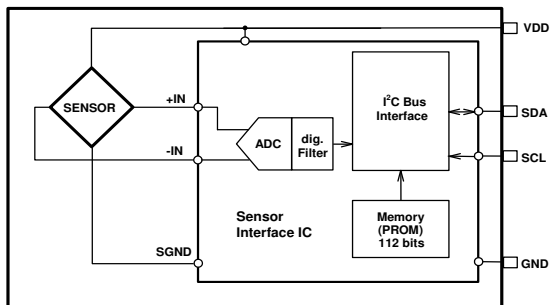 VDD
SENSOR
+IN
-IN
ADC
dig.
Filter
I²C Bus
Interface
SDA
SCL
Sensor
Interface IC
Memory
(PROM)
112 bits
SGND
GND